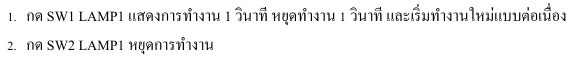 1. กด SW1 LAMP1 แสดงการทำงาน 1 วินาที หยุดทำงาน 1 วินาที และเริ่มทำงานใหม่แบบต่อเนื่อง
2. กด SW2 LAMP1 หยุดการทำงาน